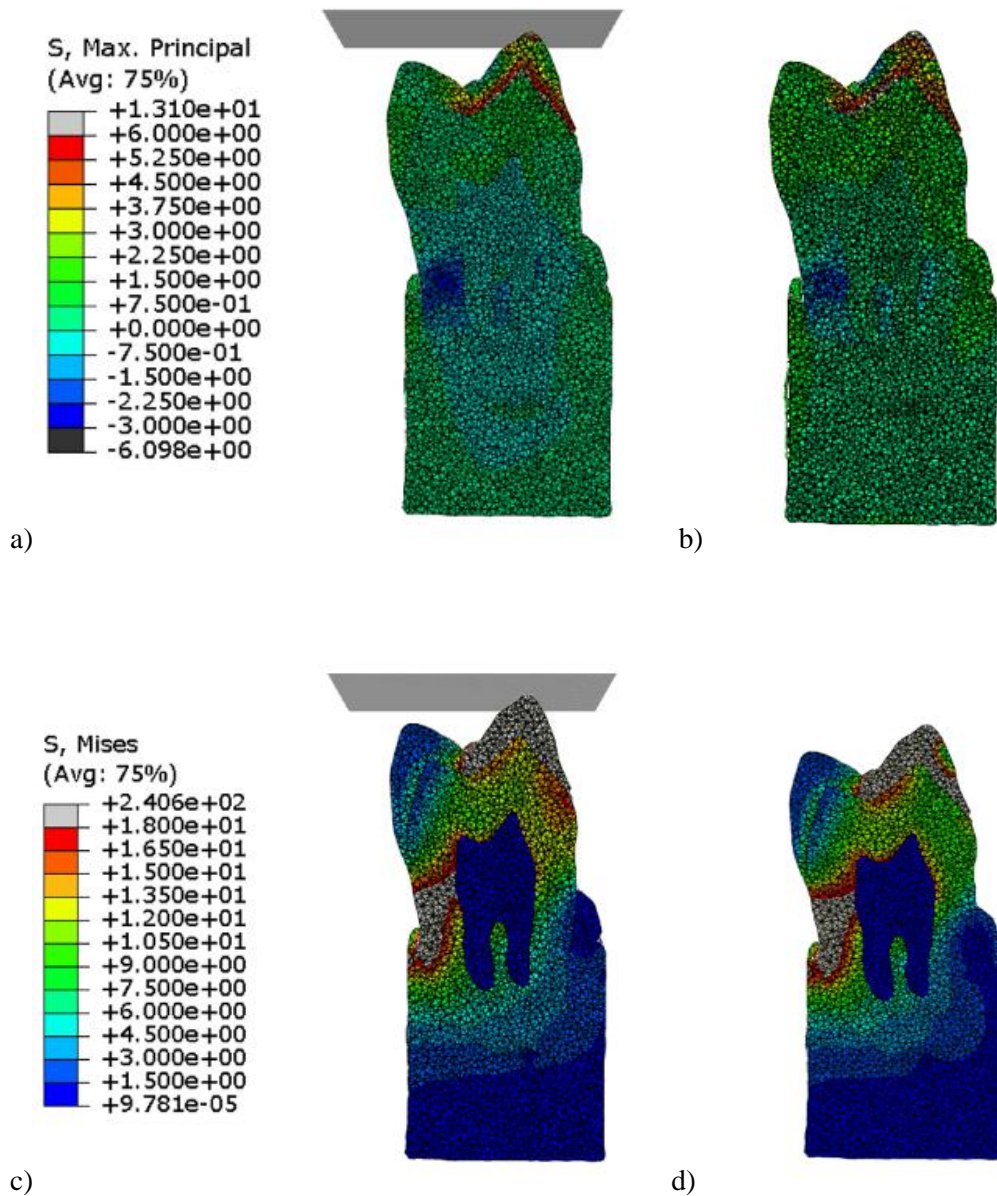 S, Max. Principal
(Avg: 75%)
+1.310e+01
+6.000e+00
+5.250e+00
+4.500e+00
+3.750e+00
+3.000e+00
+2.250e+00
+1.500e+00
+7.500e-01
+0.000e+00
-7.500e-01
-1.500e+00
-2.250e+00
-3.000e+00
-6.098e+00
a)
b)
S, Mises
(Avg: 75%)
+2.406e+02
+1.800e+01
+1.650e+01
+1.500e+01
+1.350e+01
+1.200e+01
+1.050e+01
+9.000e+00
+7.500e+00
+6.000e+00
+4.500e+00
+3.000e+00
+1.500e+00
+9.781e-05
c)
d)